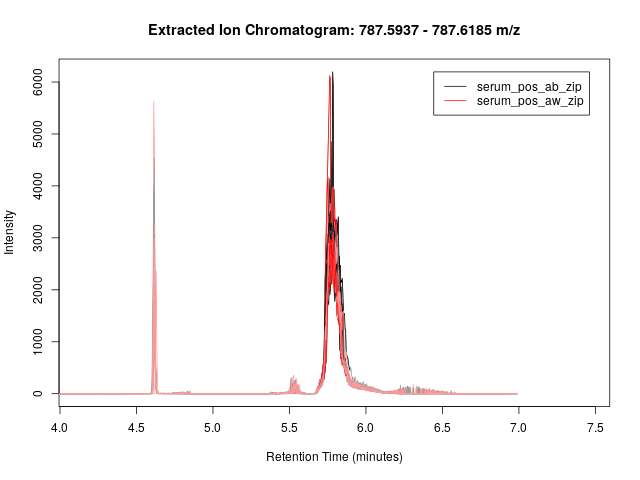 Extracted Ion Chromatogram: 787.5937 - 787.6185 m/z
serum_pos_ab_zip
serum_pos_aw_zip
Intensity
6000
5000
4000
3000
2000
1000
0
4.0 4.5 5.0 5.5 6.0 6.5 7.0 7.5
Retention Time (minutes)